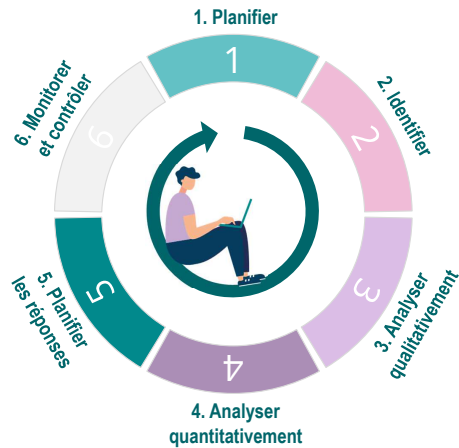 1. Planifier
1
2. Identifier
2
3. Analyser
qualitativement
3
4. Analyser
quantitativement
4
5. Planifier
les réponses
5
6. Monitorer
et contrôler
6